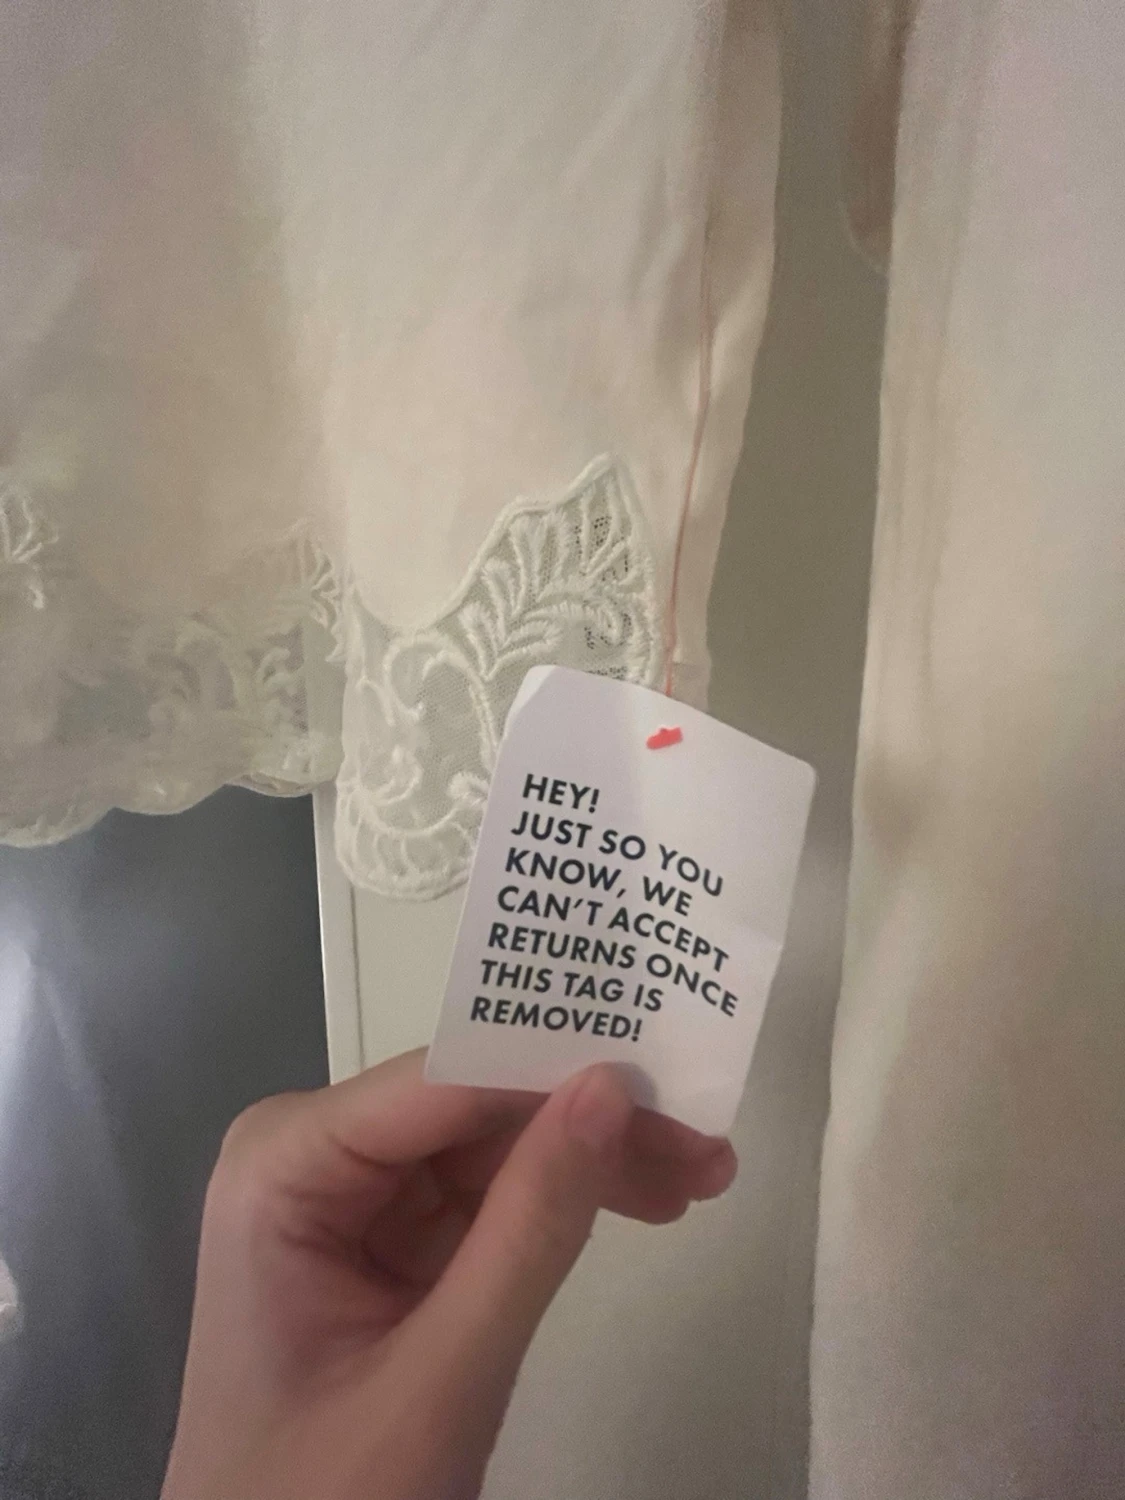 HEY!
JUST SO YOU
KNOW, WE
CAN'T ACCEPT
RETURNS ONCE
THIS TAG IS
REMOVED!